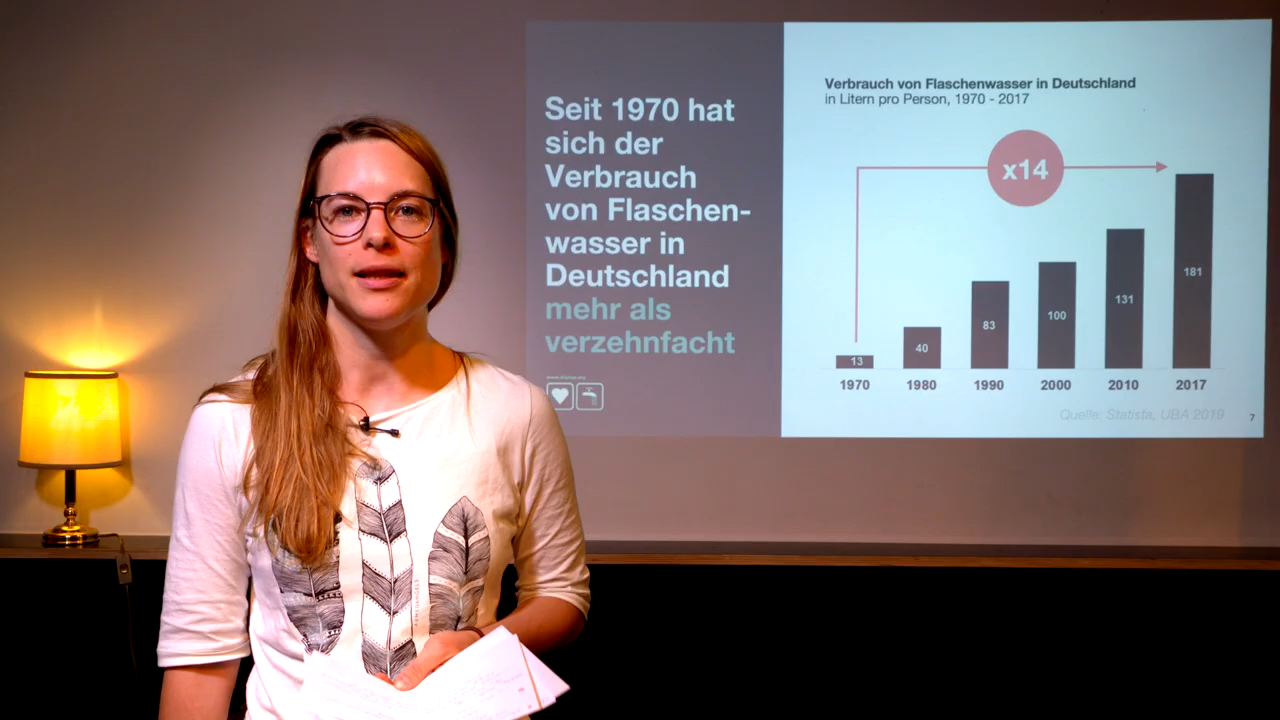 Seit 1970 hat
sich der
Verbrauch
von Flaschen-
wasser in
Deutschland
mehr als
verzehnfacht
Verbrauch von Flaschenwasser in Deutschland
in Litern pro Person, 1970 - 2017
x14
13
40
83
100
131
181
1970
1980
1990
2000
2010
2017
Quelle: Statista, UBA 2019
7